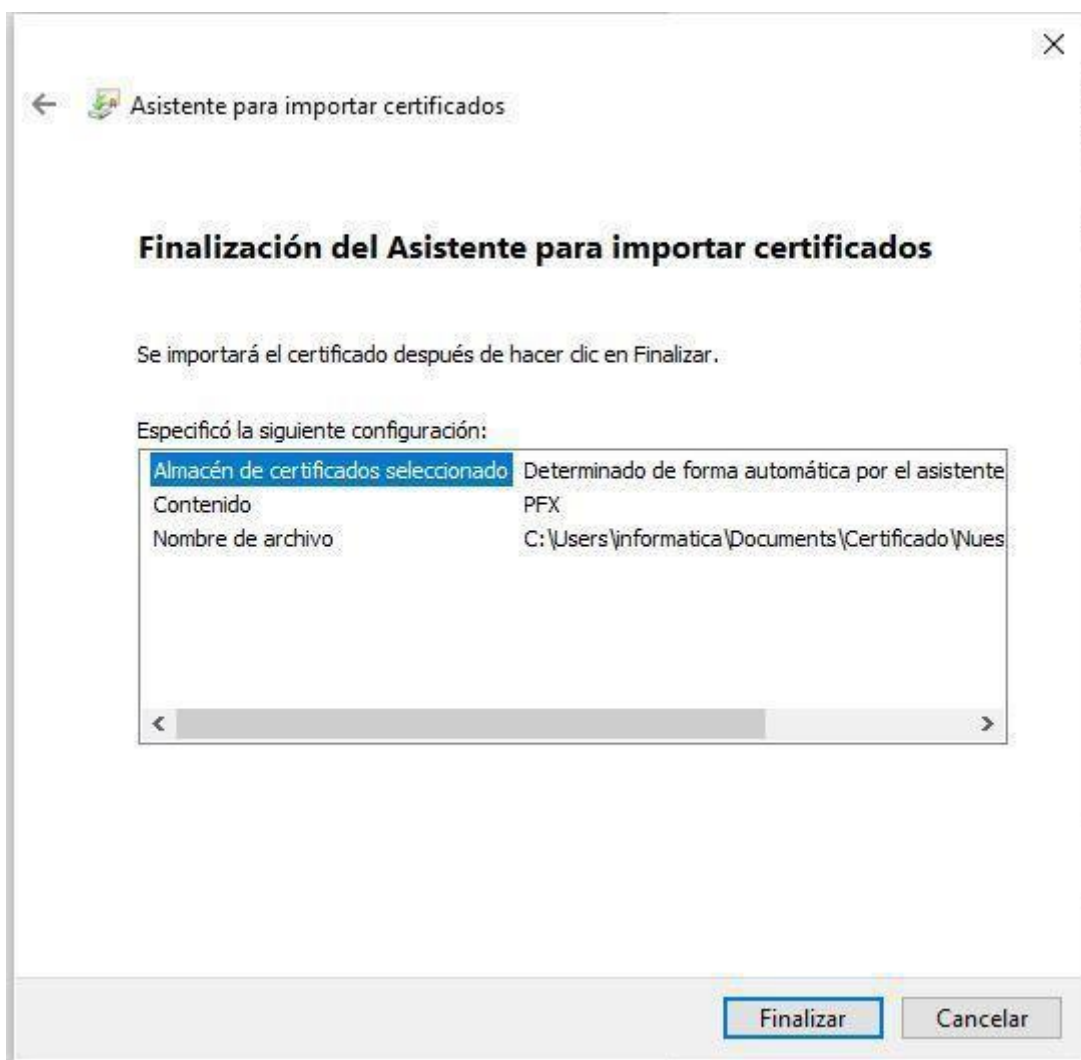 Asistente para importar certificados
Finalización del Asistente para importar certificados
Se importará el certificado después de hacer clic en Finalizar.
Especificó la siguiente configuración:
Almacén de certificados seleccionado Determinado de forma automática por el asistente
Contenido PFX
Nombre de archivo C:\Users\informatica\Documents\Certificado\Nues
Finalizar Cancelar